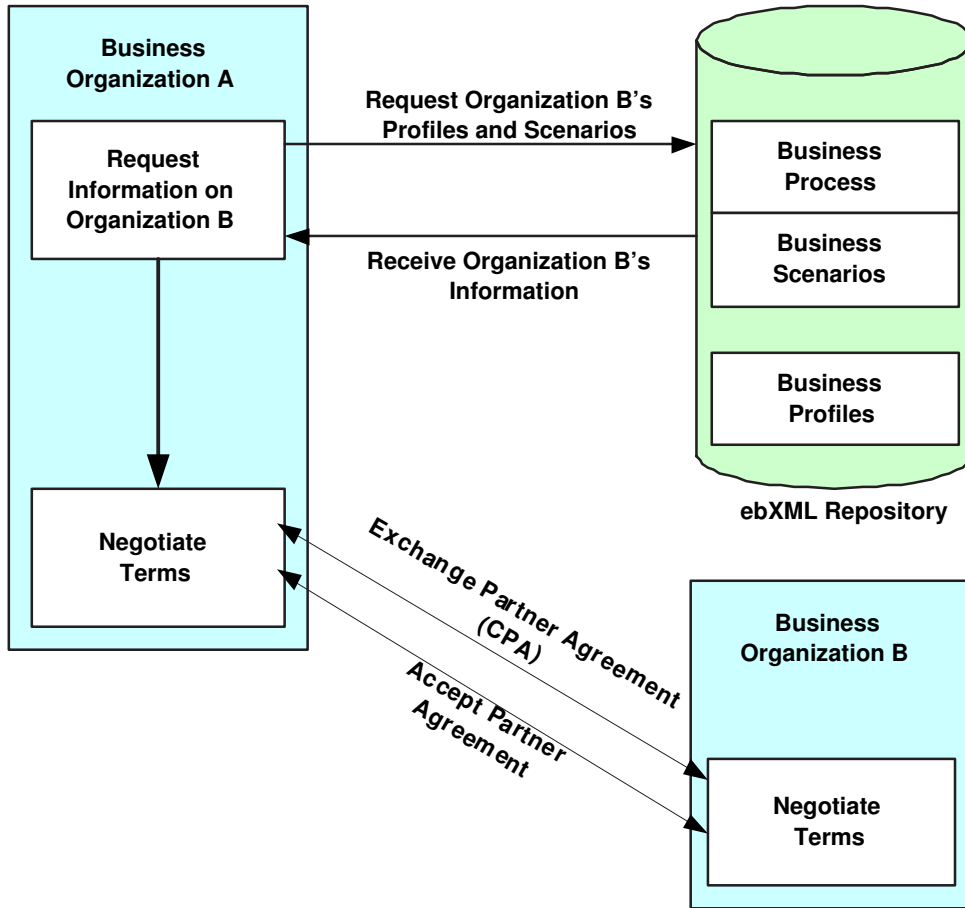 Business
Organization A
Request
Information on
Organization B
Request Organization B's
Profiles and Scenarios
Receive Organization B's
Information
Business
Process
Business
Scenarios
Business
Profiles
ebXML Repository
Negotiate
Terms
Exchange Partner Agreement
(CPA)
Accept Partner
Agreement
Business
Organization B
Negotiate
Terms